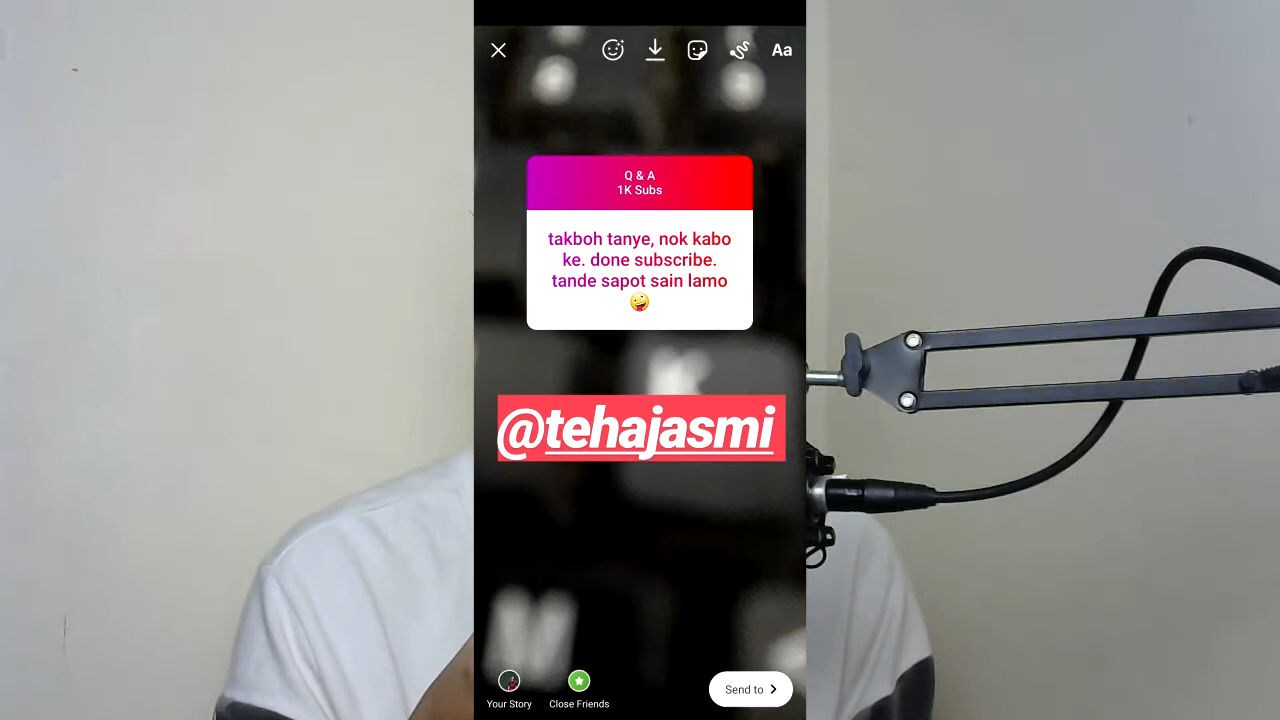 Aa
Q & A
1K Subs
takboh tanye, nok kabo
ke. done subscribe.
tande sapot sain lamo
🤪
@tehajasmi
Your Story
Close Friends
Send to